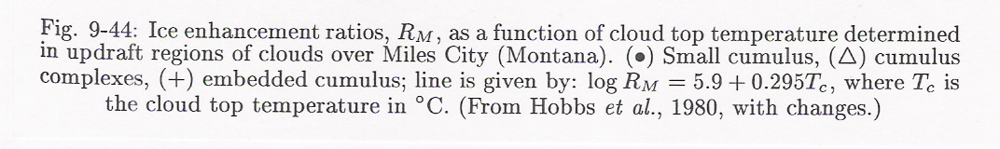 Fig. 9-44: Ice enhancement ratios, R_M, as a function of cloud top temperature determined
in updraft regions of clouds over Miles City (Montana). (•) Small cumulus, (△) cumulus
complexes, (+) embedded cumulus; line is given by: log R_M = 5.9 + 0.295T_c, where T_c is
the cloud top temperature in °C. (From Hobbs et al., 1980, with changes.)